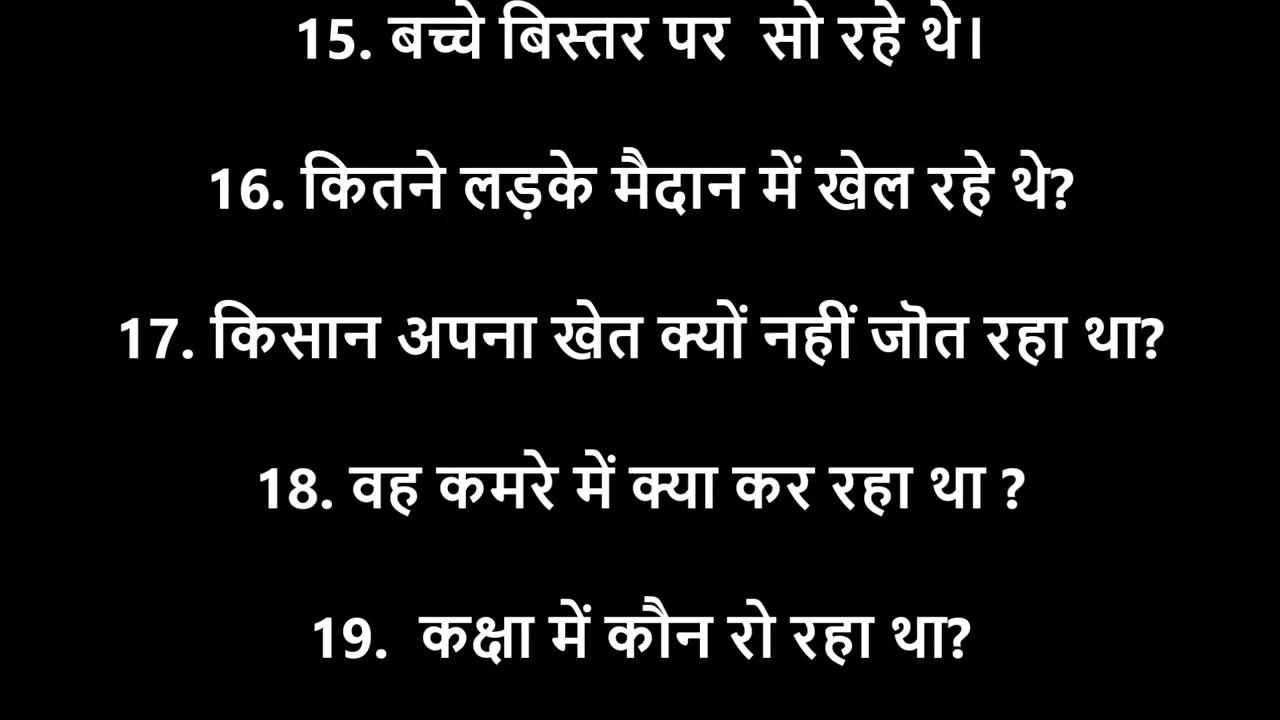 15. बच्चे बिस्तर पर  सो रहे थे।
16. कितने लड़के मैदान में खेल रहे थे?
17. किसान अपना खेत क्यों नहीं जॊत रहा था?
18. वह कमरे में क्या कर रहा था ?
19.  कक्षा में कौन रो रहा था?